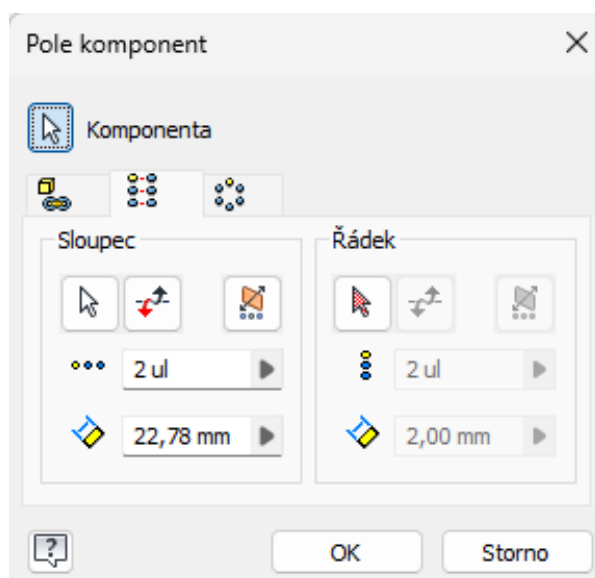 Pole komponent
Komponenta
Sloupec
Řádek
2 ul
2 ul
22,78 mm
2,00 mm
OK
Storno